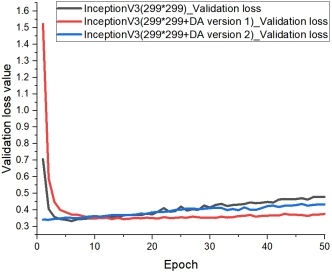 InceptionV3(299*299)_Validation loss
InceptionV3(299*299+DA version 1)_Validation loss
InceptionV3(299*299+DA version 2)_Validation loss
1.6
1.5
1.4
1.3
1.2
1.1
1.0
0.9
0.8
0.7
0.6
0.5
0.4
0.3
Validation loss value
0 10 20 30 40 50
Epoch